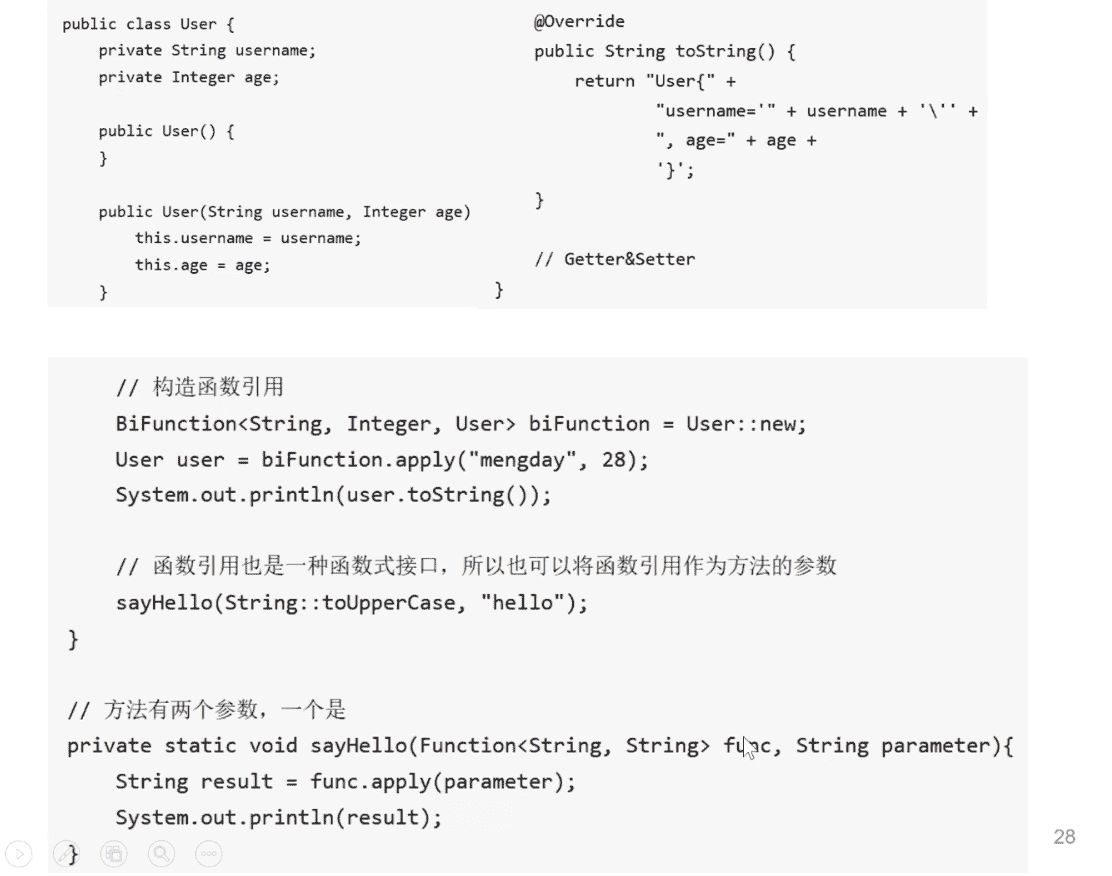 public class User {
    private String username;
    private Integer age;
    public User() {
    }
    public User(String username, Integer age)
        this.username = username;
        this.age = age;
    }
    @Override
    public String toString() {
        return "User{" +
                "username='" + username + '\'' +
                ", age=" + age +
                '}';
    }
    // Getter&Setter
}
    // 构造函数引用
    BiFunction<String, Integer, User> biFunction = User::new;
    User user = biFunction.apply("mengday", 28);
    System.out.println(user.toString());
    // 函数引用也是一种函数式接口，所以也可以将函数引用作为方法的参数
    sayHello(String::toUpperCase, "hello");
}
// 方法有两个参数，一个是
private static void sayHello(Function<String, String> func, String parameter){
    String result = func.apply(parameter);
    System.out.println(result);
}
28